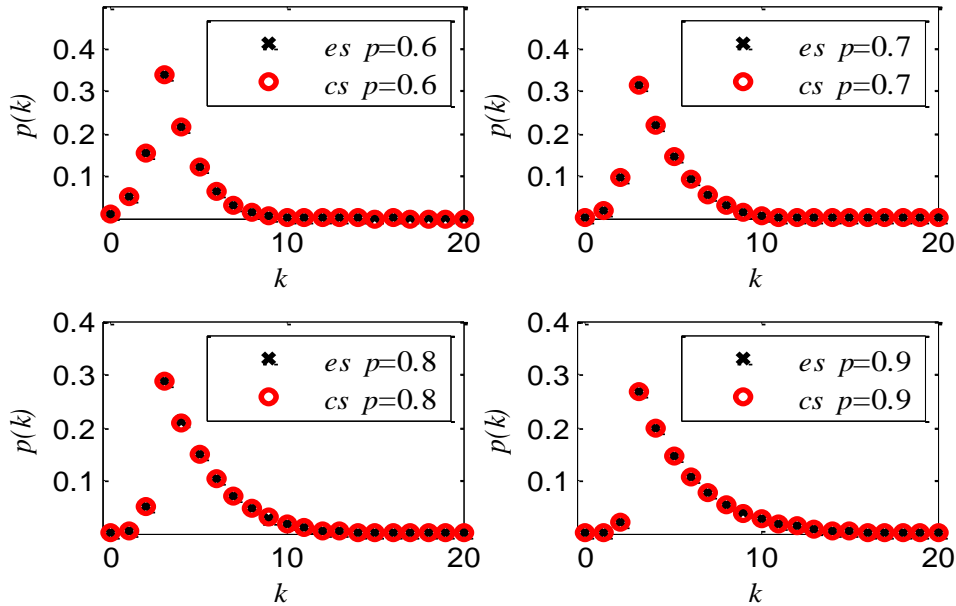 0.4
0.3
0.2
0.1
p(k)
0 10 20
k
es p=0.6
cs p=0.6
0.4
0.3
0.2
0.1
p(k)
0 10 20
k
es p=0.7
cs p=0.7
0.4
0.3
0.2
0.1
p(k)
0 10 20
k
es p=0.8
cs p=0.8
0.4
0.3
0.2
0.1
p(k)
0 10 20
k
es p=0.9
cs p=0.9